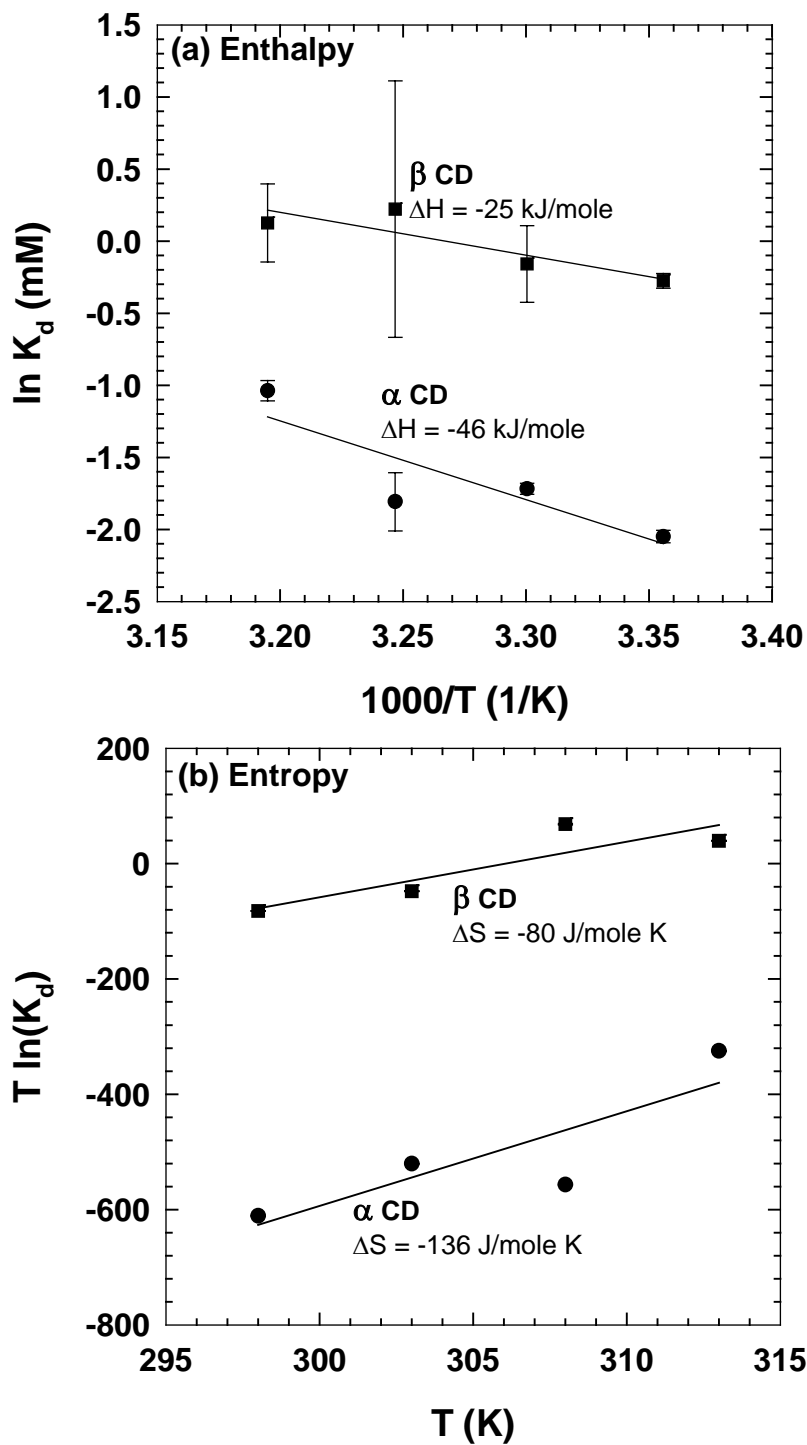 (a) Enthalpy
1.5
1.0
0.5
0.0
-0.5
-1.0
-1.5
-2.0
-2.5
ln K_d (mM)
β CD
ΔH = -25 kJ/mole
α CD
ΔH = -46 kJ/mole
3.15 3.20 3.25 3.30 3.35 3.40
1000/T (1/K)
(b) Entropy
200
0
-200
-400
-600
-800
T ln(K_d)
β CD
ΔS = -80 J/mole K
α CD
ΔS = -136 J/mole K
295 300 305 310 315
T (K)